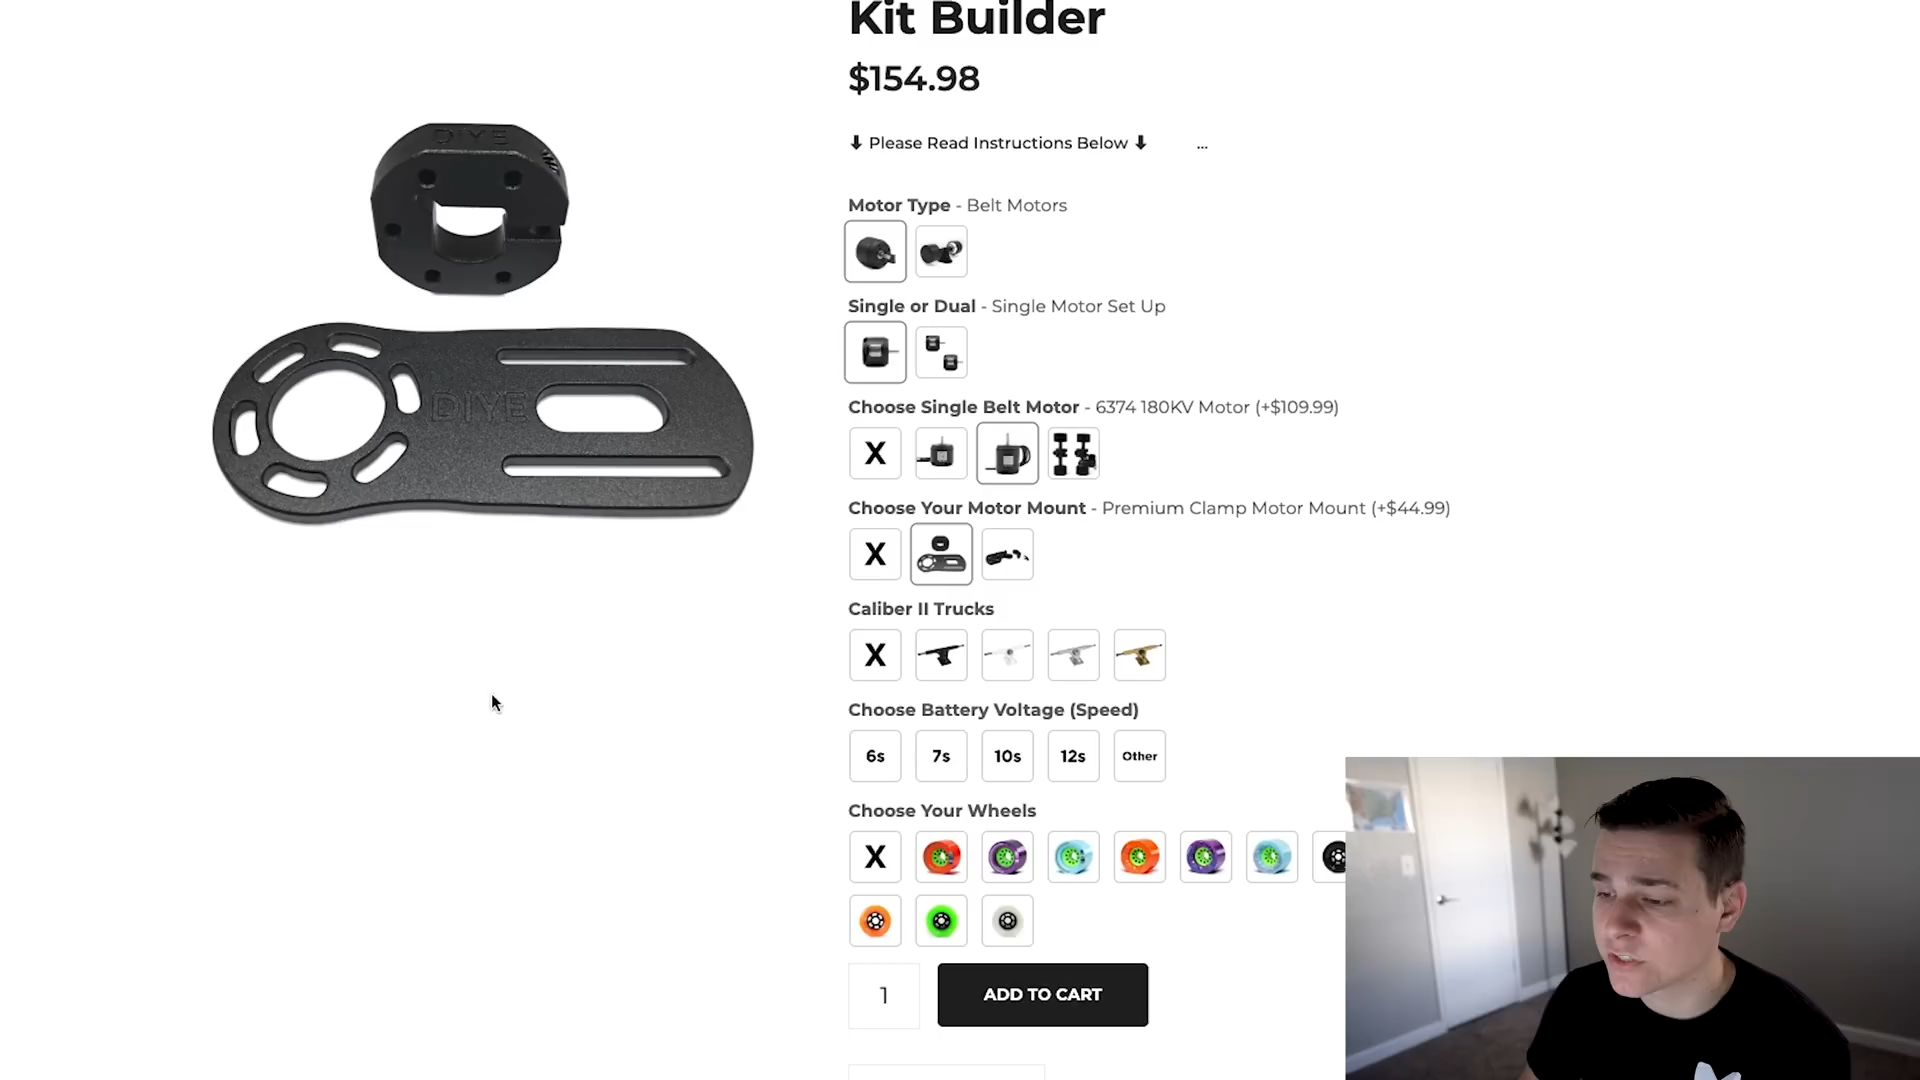 Kit Builder
$154.98
⬇ Please Read Instructions Below ⬇ ...
Motor Type - Belt Motors
Single or Dual - Single Motor Set Up
Choose Single Belt Motor - 6374 180KV Motor (+$109.99)
X
Choose Your Motor Mount - Premium Clamp Motor Mount (+$44.99)
X
Caliber II Trucks
X
Choose Battery Voltage (Speed)
6s 7s 10s 12s Other
Choose Your Wheels
X
1 ADD TO CART
DIYE
DIYE